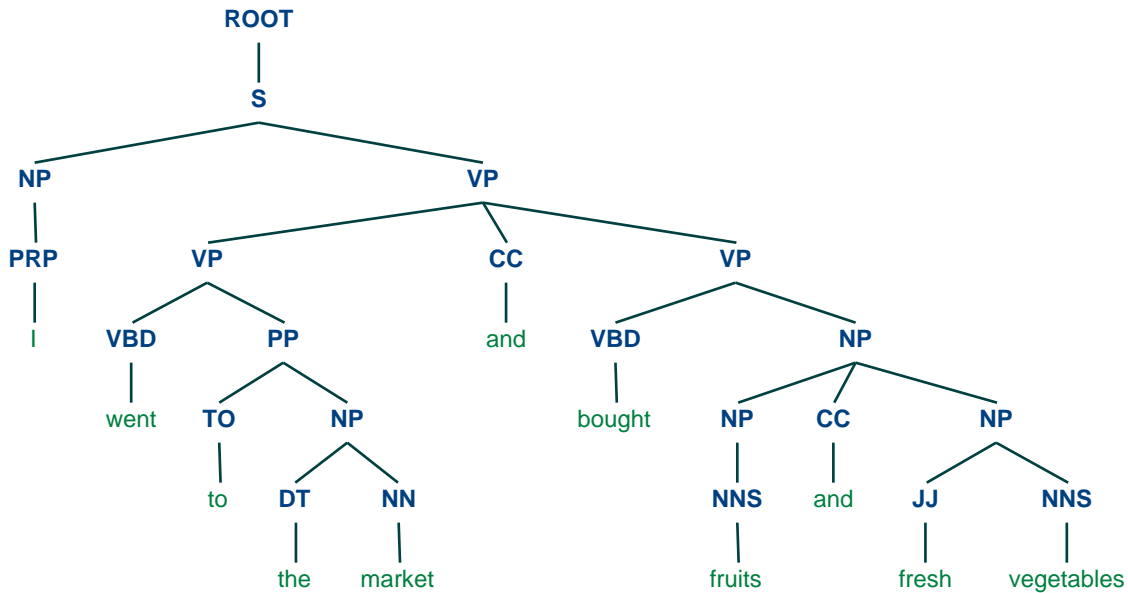 ROOT
S
NP VP
PRP VP CC VP
I VBD PP and VBD NP
went TO NP bought NP CC NP
to DT NN NNS and JJ NNS
the market fruits fresh vegetables